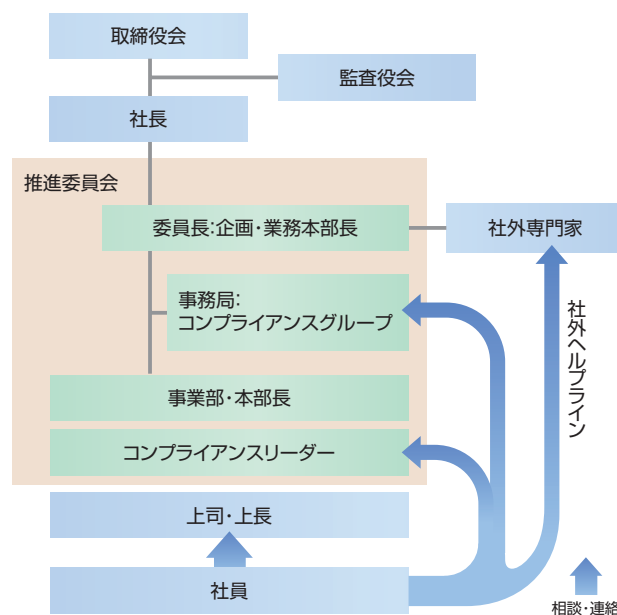 取締役会
監査役会
社長
推進委員会
委員長:企画・業務本部長
社外専門家
事務局:
コンプライアンスグループ
社外ヘルプライン
事業部・本部長
コンプライアンスリーダー
上司・上長
社員
相談・連絡